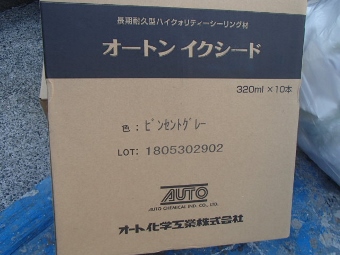 長期耐久型ハイクォリティーシーリング材
オートン イクシード
320ml ×10本
色：ビンセントグレー
LOT: 1805302902
AUTO
AUTO CHEMICAL IND. CO., LTD.
オート化学工業株式会社